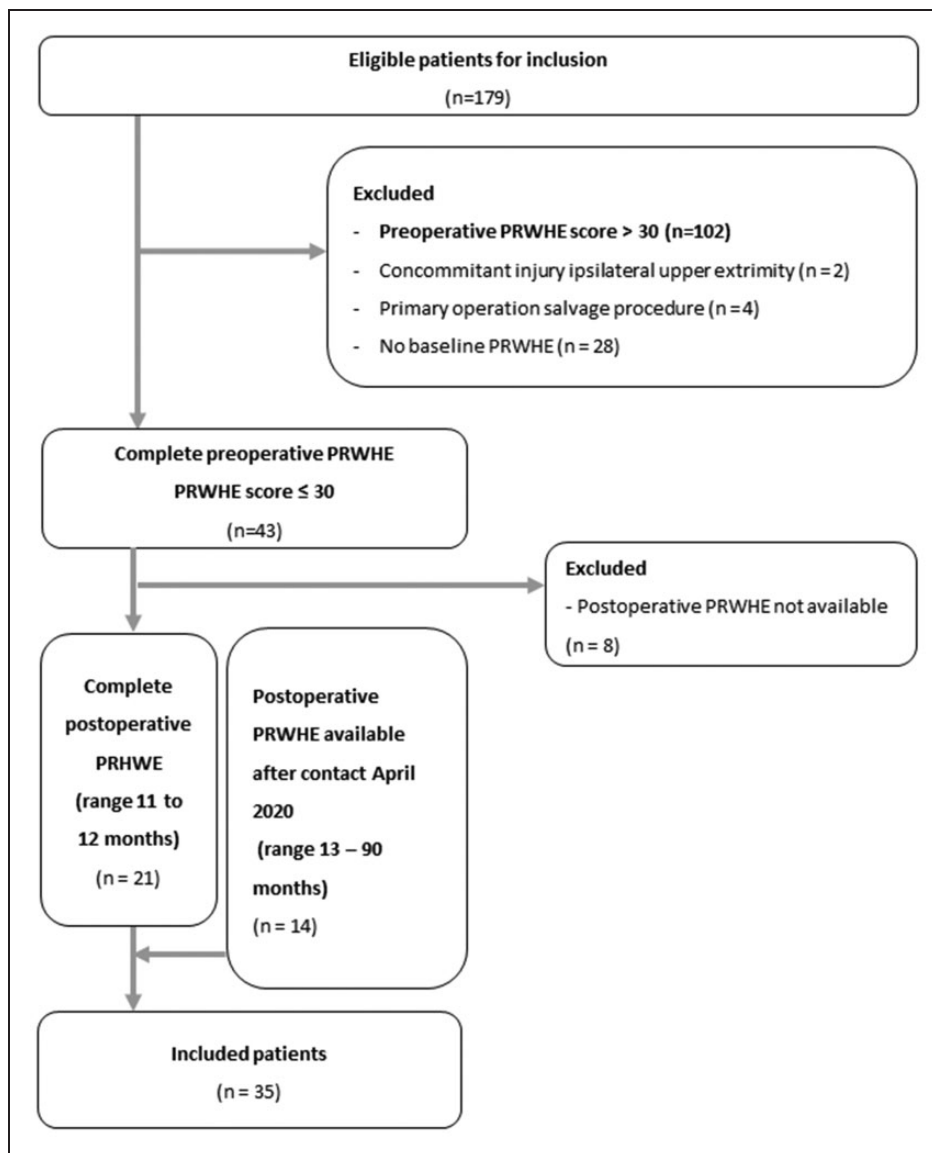 Eligible patients for inclusion
(n=179)
Excluded
- Preoperative PRWHE score > 30 (n=102)
- Concommitant injury ipsilateral upper extrimity (n = 2)
- Primary operation salvage procedure (n = 4)
- No baseline PRWHE (n = 28)
Complete preoperative PRWHE
PRWHE score ≤ 30
(n=43)
Excluded
- Postoperative PRWHE not available
(n = 8)
Complete
postoperative
PRHWE
(range 11 to
12 months)
(n = 21)
Postoperative
PRWHE available
after contact April
2020
(range 13 – 90
months)
(n = 14)
Included patients
(n = 35)